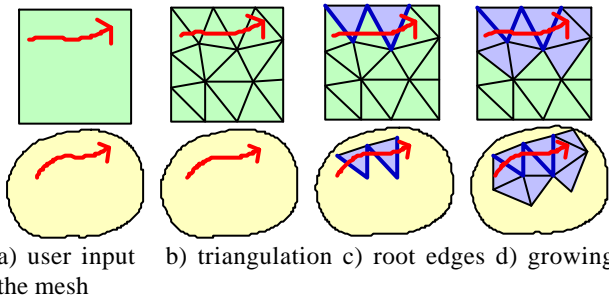 a) user input b) triangulation c) root edges d) growing
the mesh